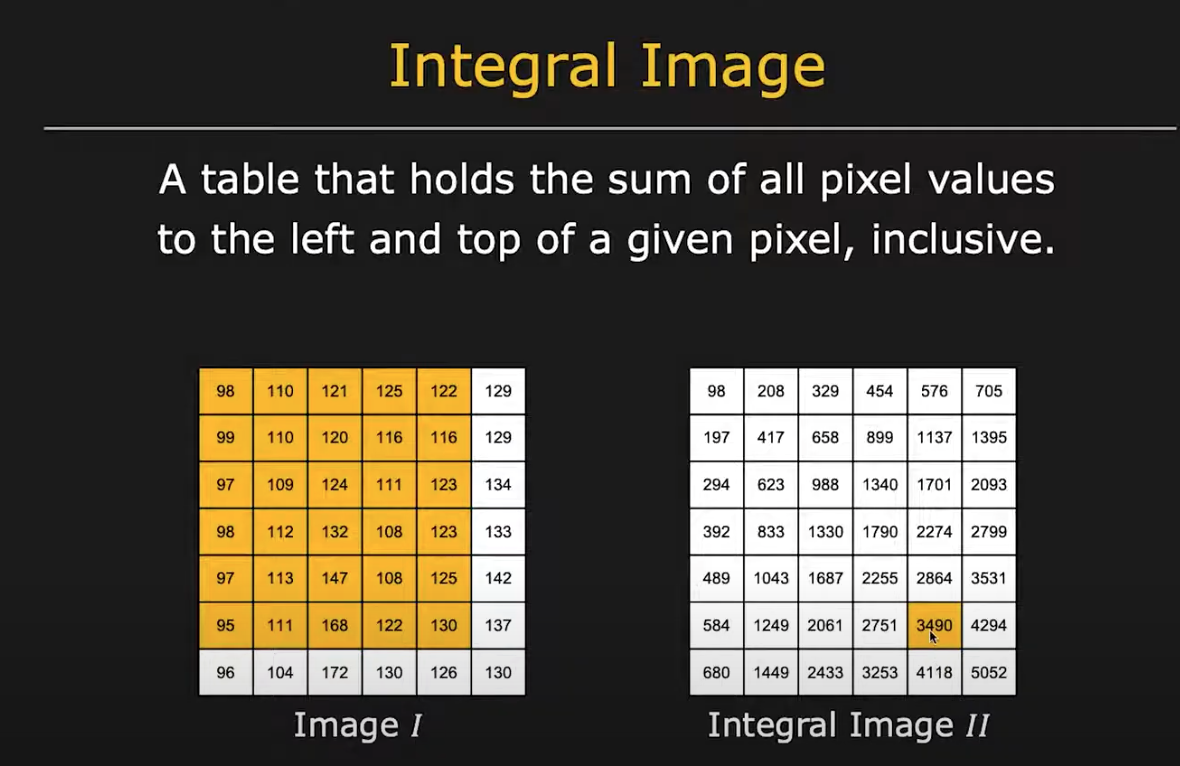 Integral Image
A table that holds the sum of all pixel values
to the left and top of a given pixel, inclusive.
98 110 121 125 122 129
99 110 120 116 116 129
97 109 124 111 123 134
98 112 132 108 123 133
97 113 147 108 125 142
95 111 168 122 130 137
96 104 172 130 126 130
Image I
98 208 329 454 576 705
197 417 658 899 1137 1395
294 623 988 1340 1701 2093
392 833 1330 1790 2274 2799
489 1043 1687 2255 2864 3531
584 1249 2061 2751 3490 4294
680 1449 2433 3253 4118 5052
Integral Image II